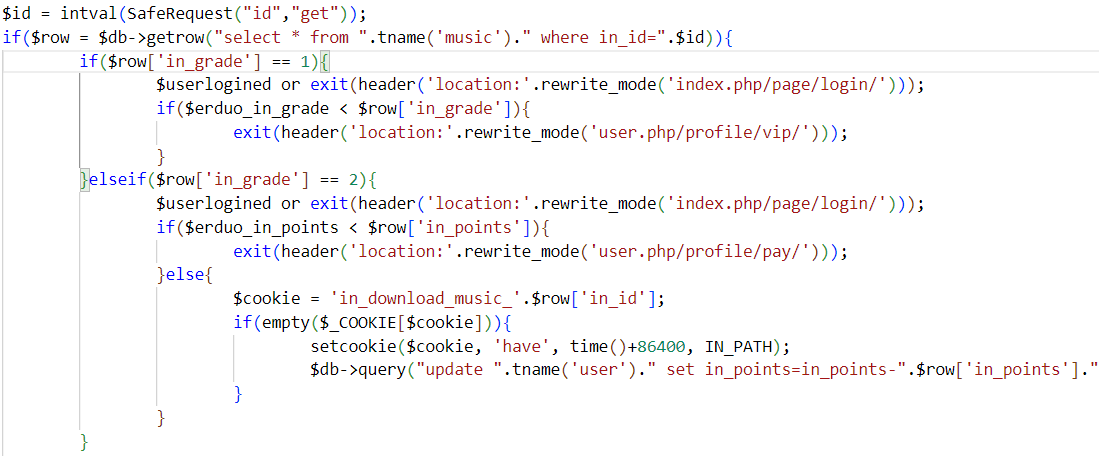 $id = intval(SafeRequest("id","get"));
if($row = $db->getrow("select * from ".tname('music')." where in_id=".$id)){
if($row['in_grade'] == 1){
$userlogined or exit(header('location:'.rewrite_mode('index.php/page/login/')));
if($erduo_in_grade < $row['in_grade']){
exit(header('location:'.rewrite_mode('user.php/profile/vip/')));
}
}elseif($row['in_grade'] == 2){
$userlogined or exit(header('location:'.rewrite_mode('index.php/page/login/')));
if($erduo_in_points < $row['in_points']){
exit(header('location:'.rewrite_mode('user.php/profile/pay/')));
}else{
$cookie = 'in_download_music_'.$row['in_id'];
if(empty($_COOKIE[$cookie])){
setcookie($cookie, 'have', time()+86400, IN_PATH);
$db->query("update ".tname('user')." set in_points=in_points-".$row['in_points']."
}
}
}